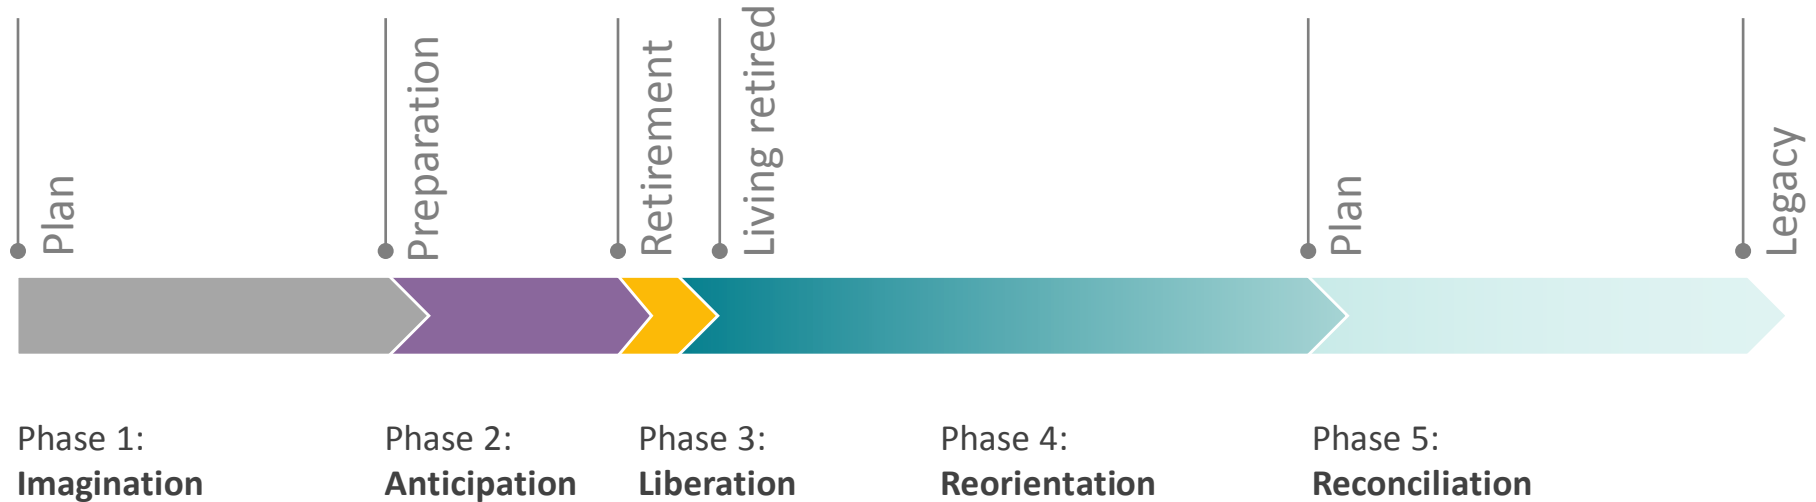 Plan
Preparation
Retirement
Living retired
Plan
Legacy
Phase 1:
Imagination
Phase 2:
Anticipation
Phase 3:
Liberation
Phase 4:
Reorientation
Phase 5:
Reconciliation